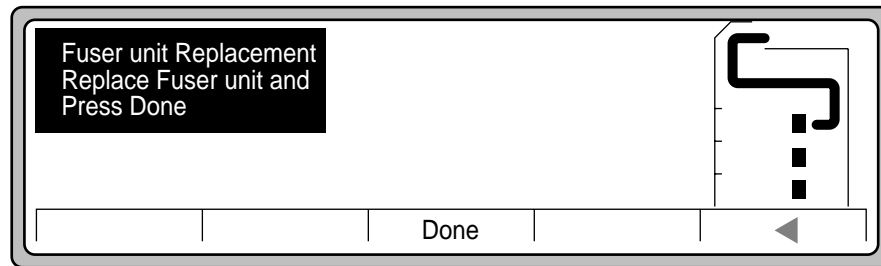 Fuser unit Replacement
Replace Fuser unit and
Press Done
Done